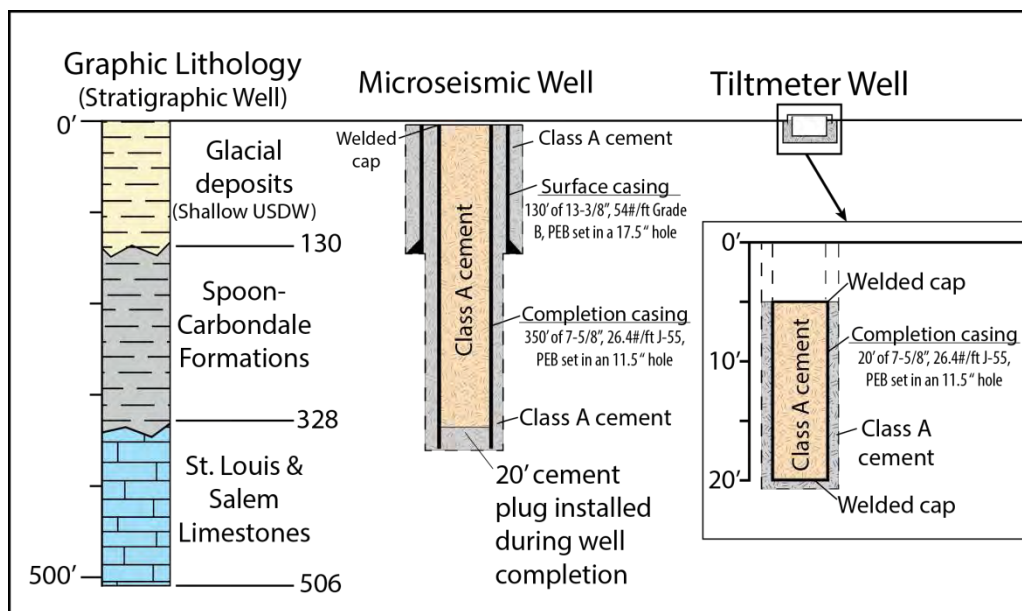 Graphic Lithology
(Stratigraphic Well)
0'
Glacial
deposits
(Shallow USDW)
130
Spoon-
Carbondale
Formations
328
St. Louis &
Salem
Limestones
500'
506
Microseismic Well
Welded
cap
Class A cement
Surface casing
130' of 13-3/8", 54#/ft Grade
B, PEB set in a 17.5" hole
Class A cement
Completion casing
350' of 7-5/8", 26.4#/ft J-55,
PEB set in an 11.5" hole
Class A cement
20' cement
plug installed
during well
completion
Tiltmeter Well
0'
Welded cap
10'
Completion casing
20' of 7-5/8", 26.4#/ft J-55,
PEB set in an 11.5" hole
Class A cement
Class A
cement
20'
Welded cap